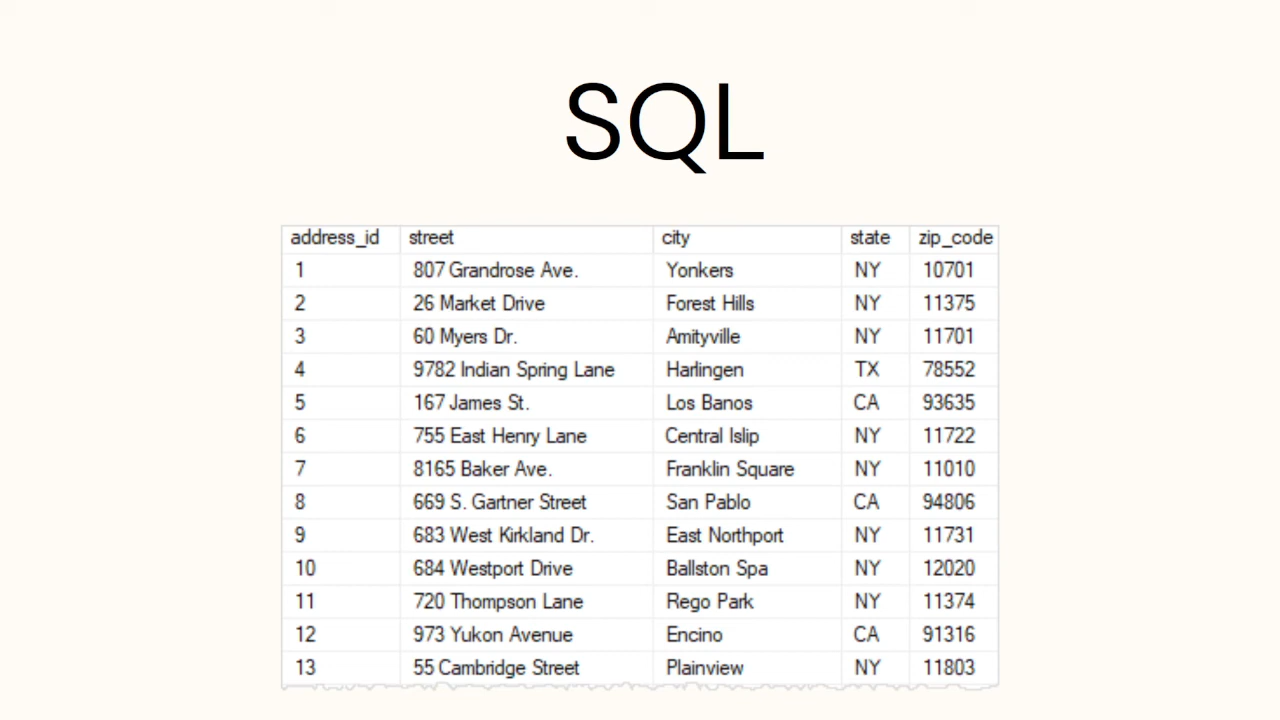 SQL
address_id street city state zip_code
1 807 Grandrose Ave. Yonkers NY 10701
2 26 Market Drive Forest Hills NY 11375
3 60 Myers Dr. Amityville NY 11701
4 9782 Indian Spring Lane Harlingen TX 78552
5 167 James St. Los Banos CA 93635
6 755 East Henry Lane Central Islip NY 11722
7 8165 Baker Ave. Franklin Square NY 11010
8 669 S. Gartner Street San Pablo CA 94806
9 683 West Kirkland Dr. East Northport NY 11731
10 684 Westport Drive Ballston Spa NY 12020
11 720 Thompson Lane Rego Park NY 11374
12 973 Yukon Avenue Encino CA 91316
13 55 Cambridge Street Plainview NY 11803